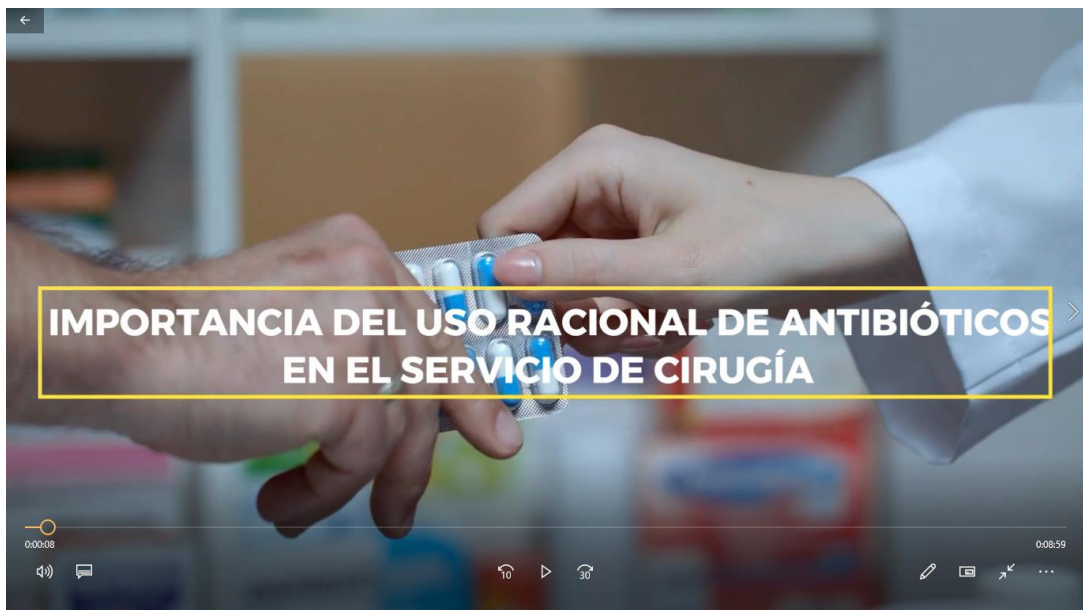 IMPORTANCIA DEL USO RACIONAL DE ANTIBIÓTICOS
EN EL SERVICIO DE CIRUGÍA
0:00:08
0:08:59
10
30